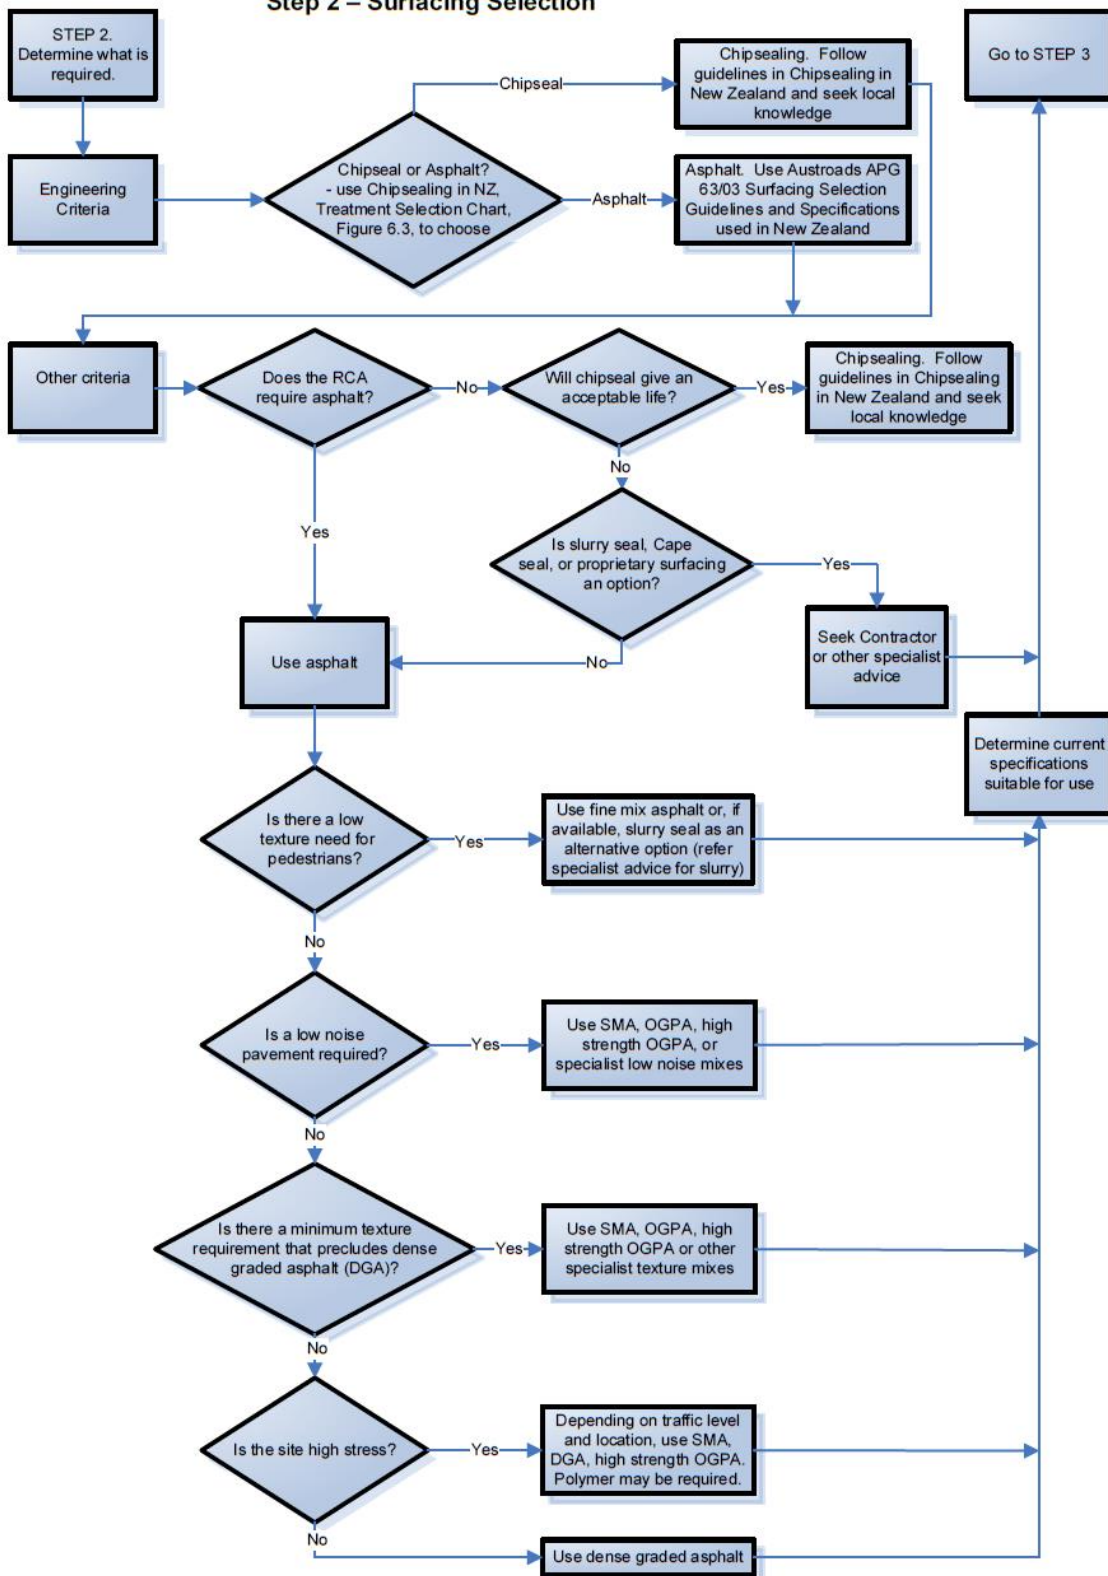 Step 2 – Surfacing Selection
STEP 2.
Determine what is
required.
Chipsealing. Follow
guidelines in Chipsealing in
New Zealand and seek local
knowledge
Go to STEP 3
Chipseal
Engineering
Criteria
Chipseal or Asphalt?
- use Chipsealing in NZ,
Treatment Selection Chart,
Figure 6.3, to choose
Asphalt
Asphalt. Use Austroads APG
63/03 Surfacing Selection
Guidelines and Specifications
used in New Zealand
Other criteria
Does the RCA
require asphalt?
No
Will chipseal give an
acceptable life?
Yes
Chipsealing. Follow
guidelines in Chipsealing
in New Zealand and seek
local knowledge
No
Yes
Is slurry seal, Cape
seal, or proprietary surfacing
an option?
Yes
Use asphalt
No
Seek Contractor
or other specialist
advice
Determine current
specifications
suitable for use
Is there a low
texture need for
pedestrians?
Yes
Use fine mix asphalt or, if
available, slurry seal as an
alternative option (refer
specialist advice for slurry)
No
Is a low noise
pavement required?
Yes
Use SMA, OGPA, high
strength OGPA, or
specialist low noise mixes
No
Is there a minimum texture
requirement that precludes dense
graded asphalt (DGA)?
Yes
Use SMA, OGPA, high
strength OGPA or other
specialist texture mixes
No
Is the site high stress?
Yes
Depending on traffic level
and location, use SMA,
DGA, high strength OGPA.
Polymer may be required.
No
Use dense graded asphalt